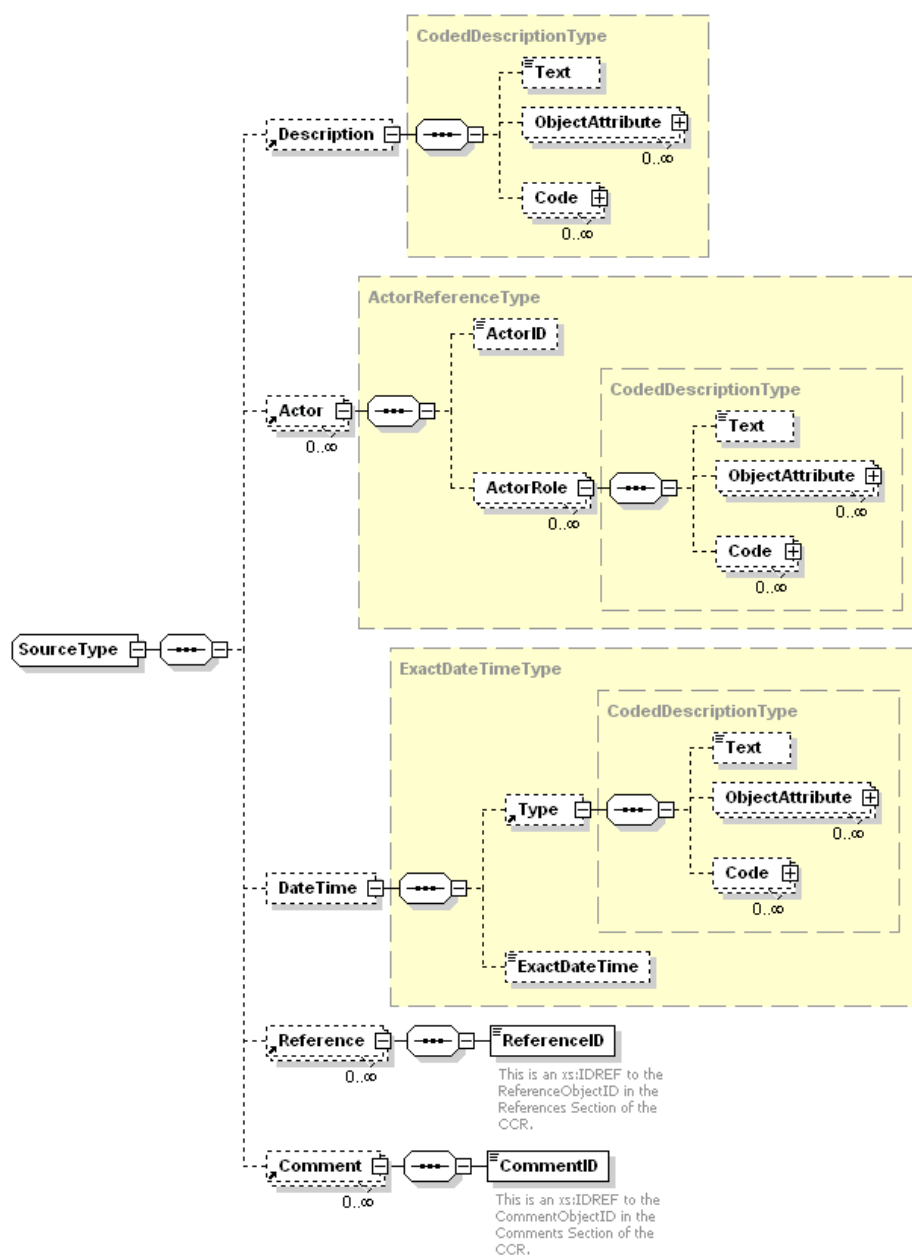 CodedDescriptionType
Text
Description
ObjectAttribute
0..∞
Code
0..∞
ActorReferenceType
ActorID
CodedDescriptionType
Actor
0..∞
Text
ObjectAttribute
0..∞
ActorRole
0..∞
Code
0..∞
SourceType
ExactDateTimeType
CodedDescriptionType
Text
Type
ObjectAttribute
0..∞
Code
0..∞
DateTime
ExactDateTime
Reference
0..∞
ReferenceID
This is an xs:IDREF to the
ReferenceObjectID in the
References Section of the
CCR.
Comment
0..∞
CommentID
This is an xs:IDREF to the
CommentObjectID in the
Comments Section of the
CCR.